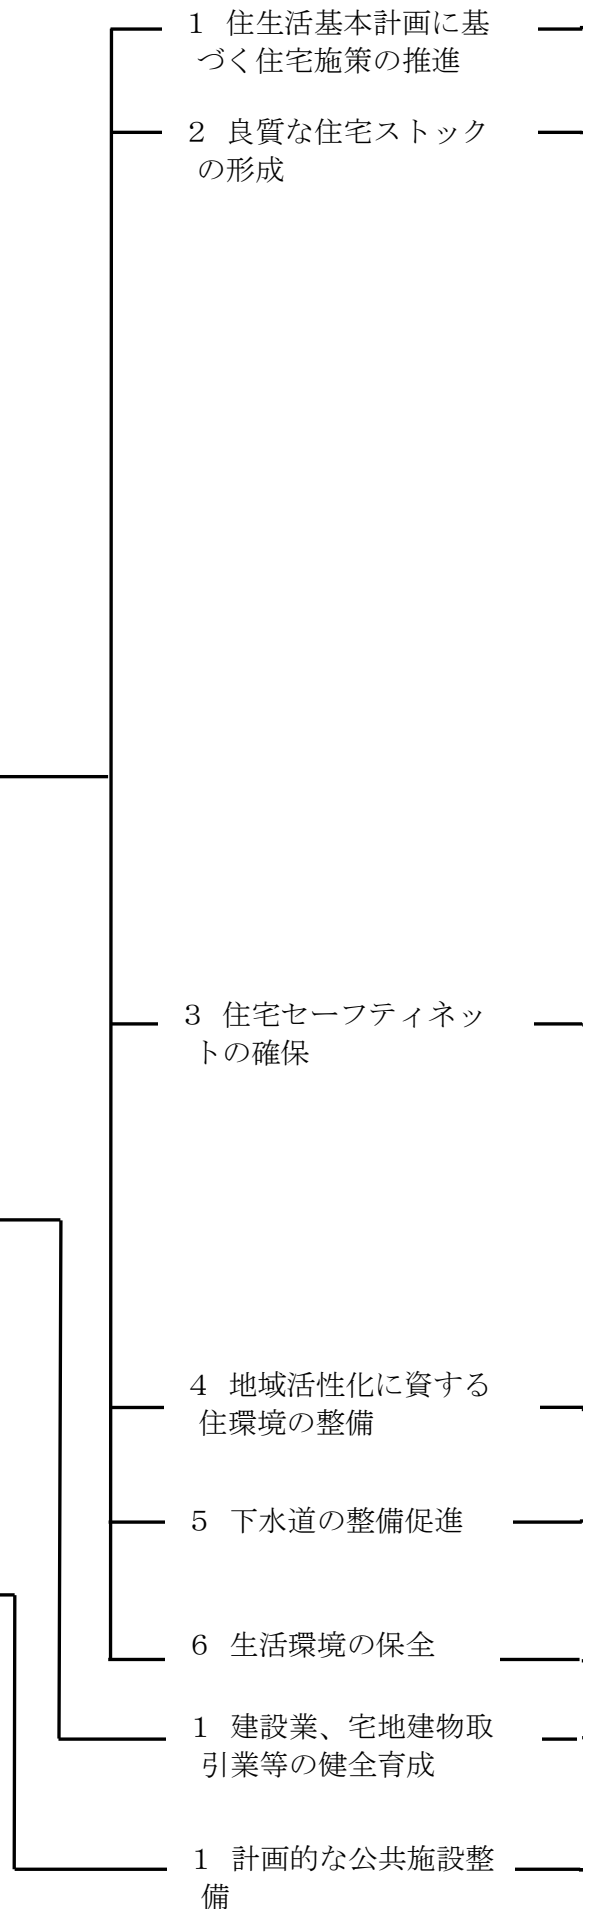 １ 住生活基本計画に基
づく住宅施策の推進
２ 良質な住宅ストック
の形成
３ 住宅セーフティネッ
トの確保
４ 地域活性化に資する
住環境の整備
５ 下水道の整備促進
６ 生活環境の保全
１ 建設業、宅地建物取
引業等の健全育成
１ 計画的な公共施設整
備